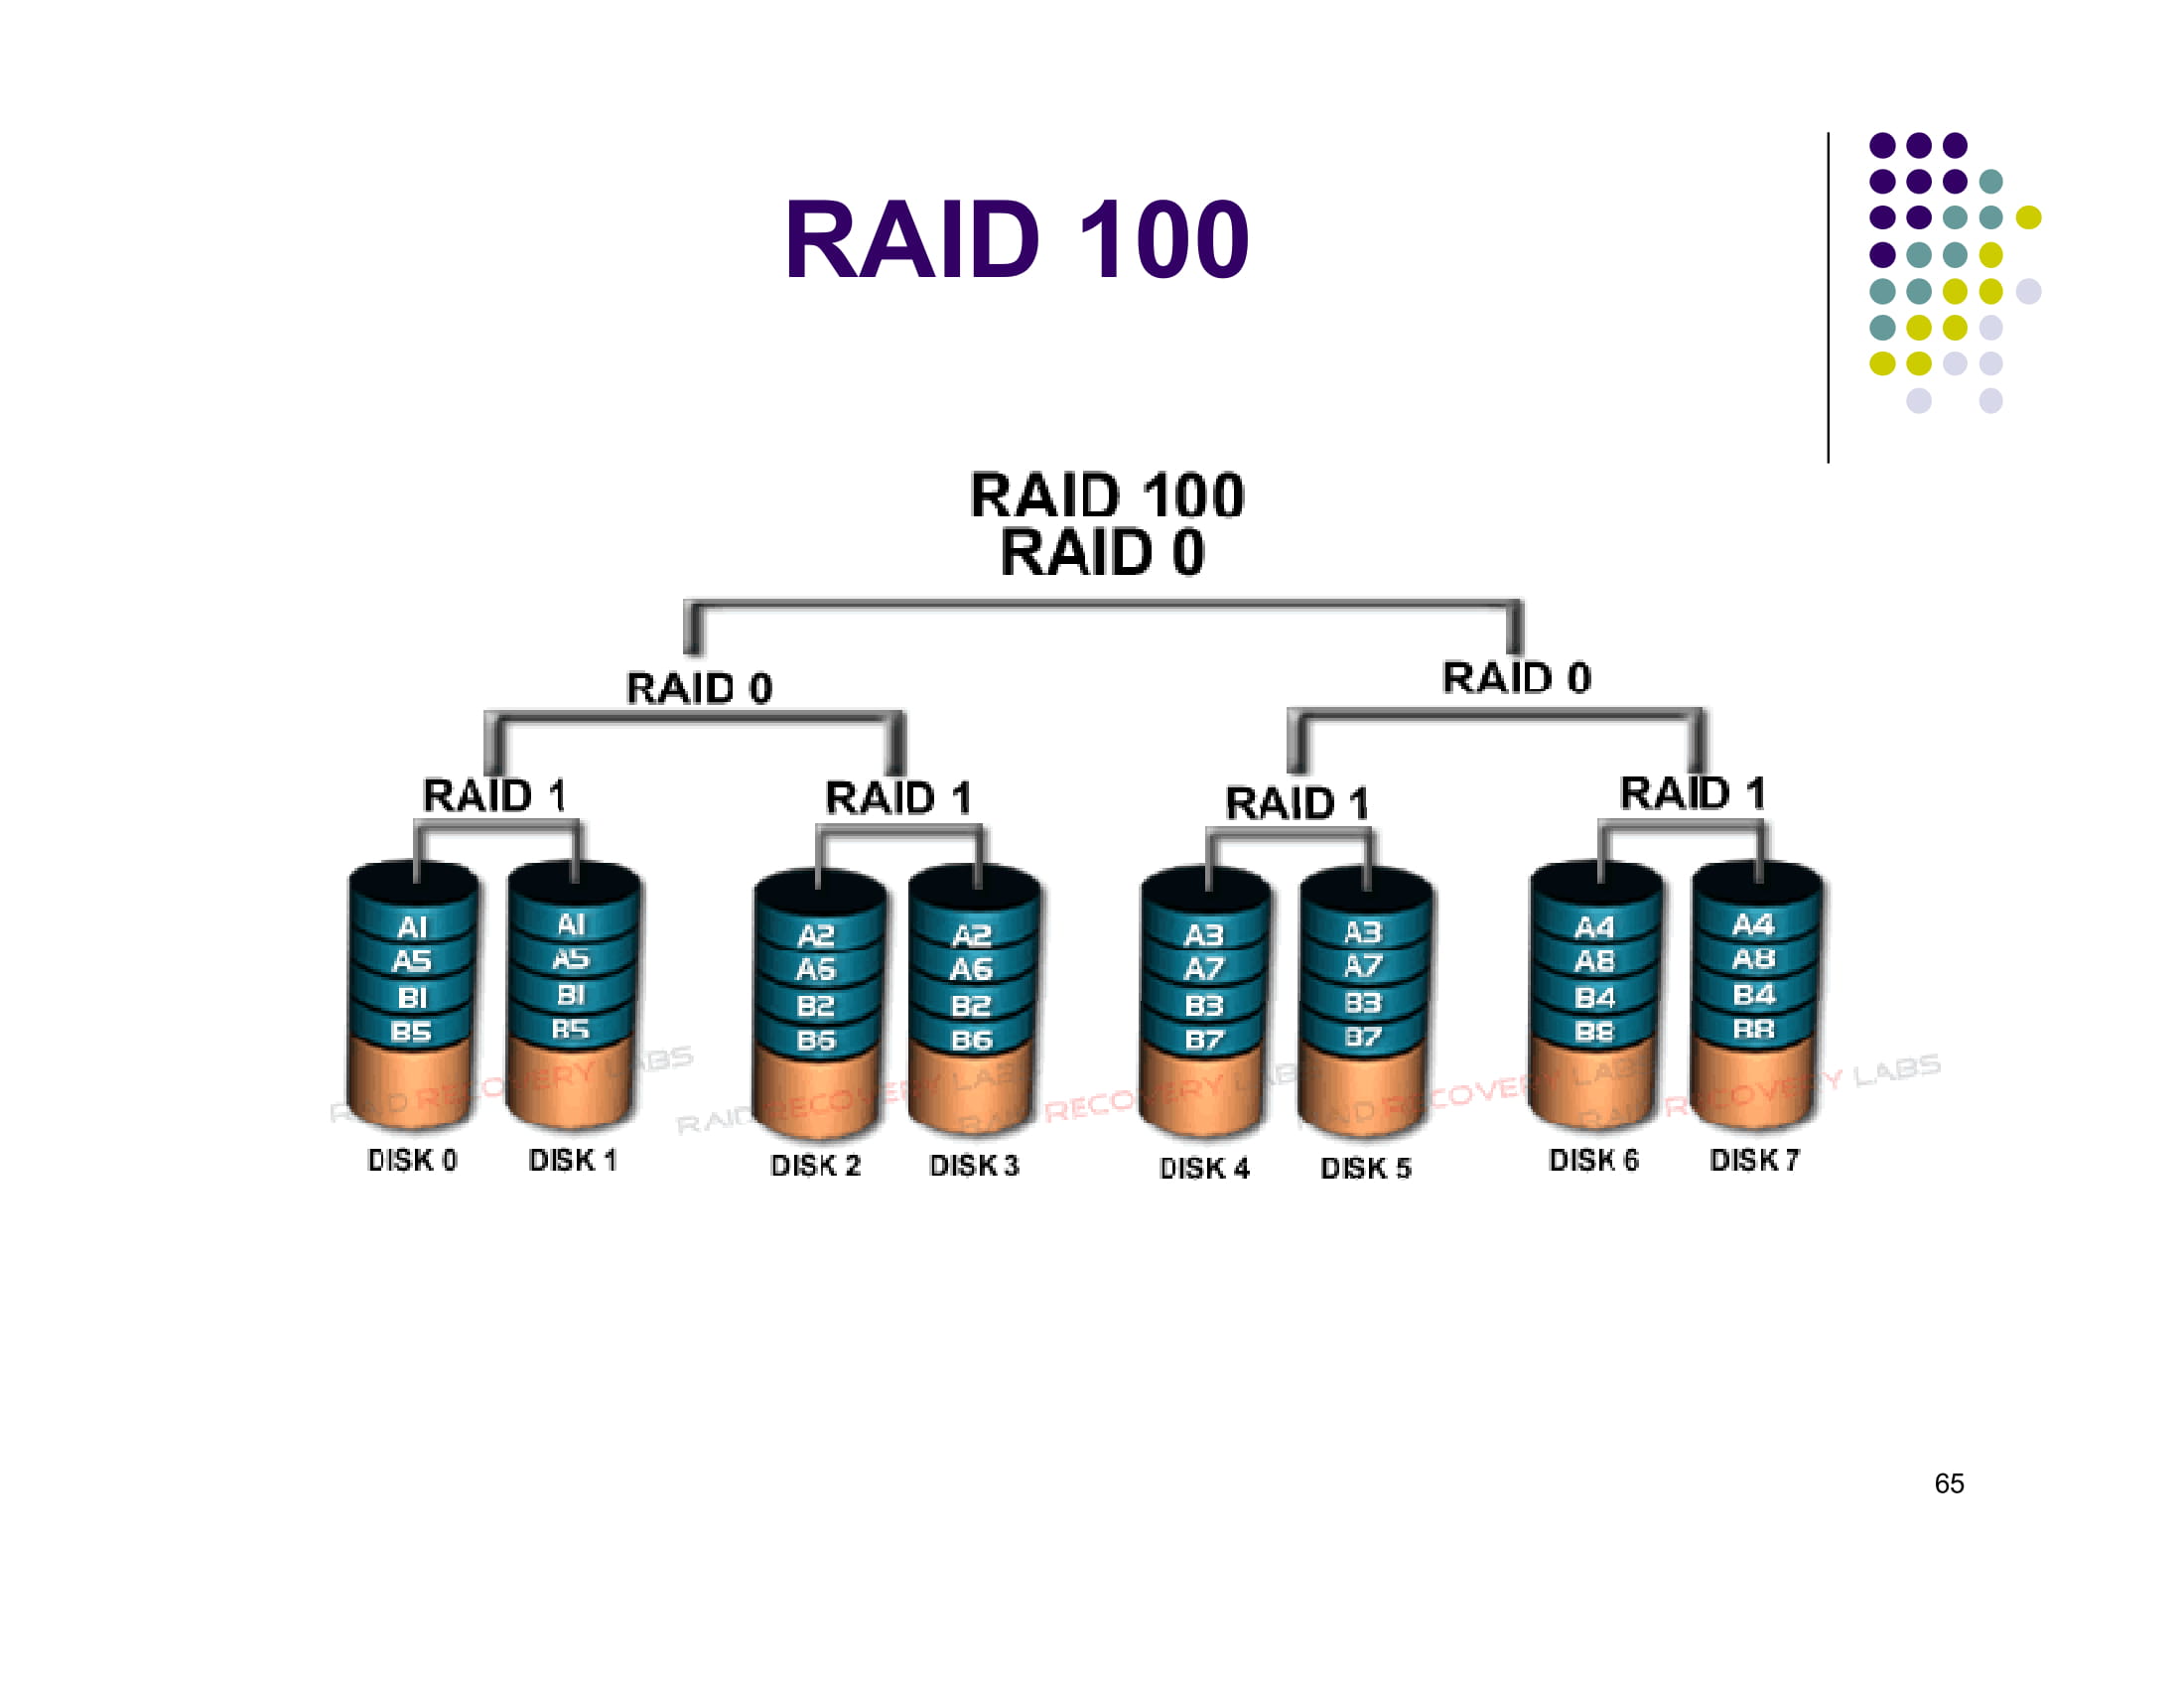 RAID 100
RAID 100
RAID 0
RAID 0 RAID 0
RAID 1 RAID 1 RAID 1 RAID 1
A1 A1 A2 A2 A3 A3 A4 A4
A5 A5 A6 A6 A7 A7 A8 A8
B1 B1 B2 B2 B3 B3 B4 B4
B5 B5 B6 B6 B7 B7 B8 B8
RAID RECOVERY LABS RAID RECOVERY LABS RAID RECOVERY LABS RAID RECOVERY LABS RAID RECOVERY LABS
DISK 0 DISK 1 DISK 2 DISK 3 DISK 4 DISK 5 DISK 6 DISK 7
65